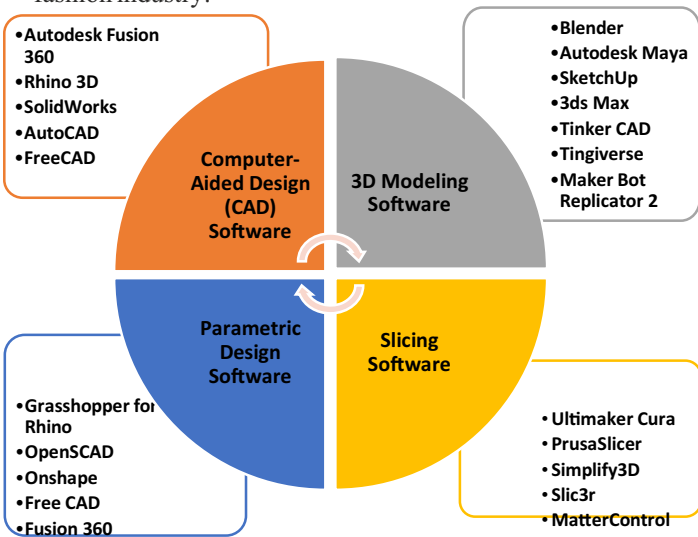 fashion industry.
•Autodesk Fusion
360
•Rhino 3D
•SolidWorks
•AutoCAD
•FreeCAD
Computer-
Aided Design
(CAD)
Software
3D Modeling
Software
•Blender
•Autodesk Maya
•SketchUp
•3ds Max
•Tinker CAD
•Tingiverse
•Maker Bot
Replicator 2
Parametric
Design
Software
•Grasshopper for
Rhino
•OpenSCAD
•Onshape
•Free CAD
•Fusion 360
Slicing
Software
•Ultimaker Cura
•PrusaSlicer
•Simplify3D
•Slic3r
•MatterControl